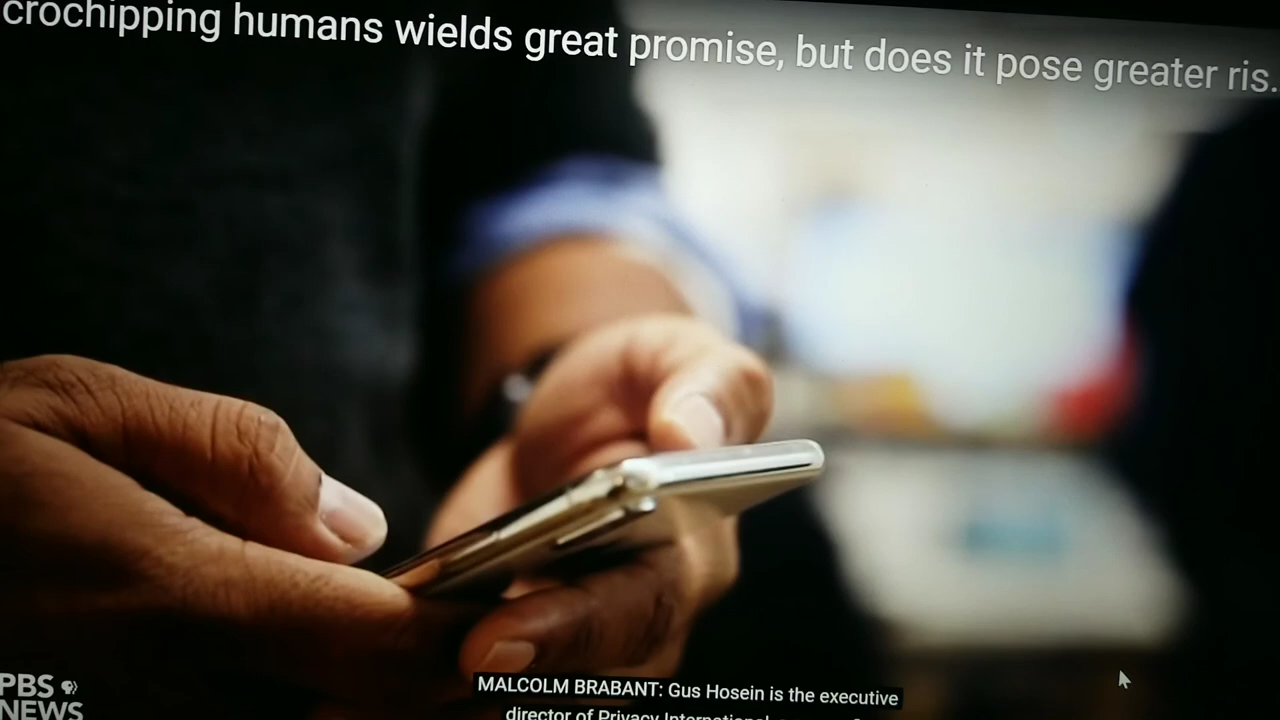 crochipping humans wields great promise, but does it pose greater ris.
PBS
NEWS
MALCOLM BRABANT: Gus Hosein is the executive
director of Privacy International,